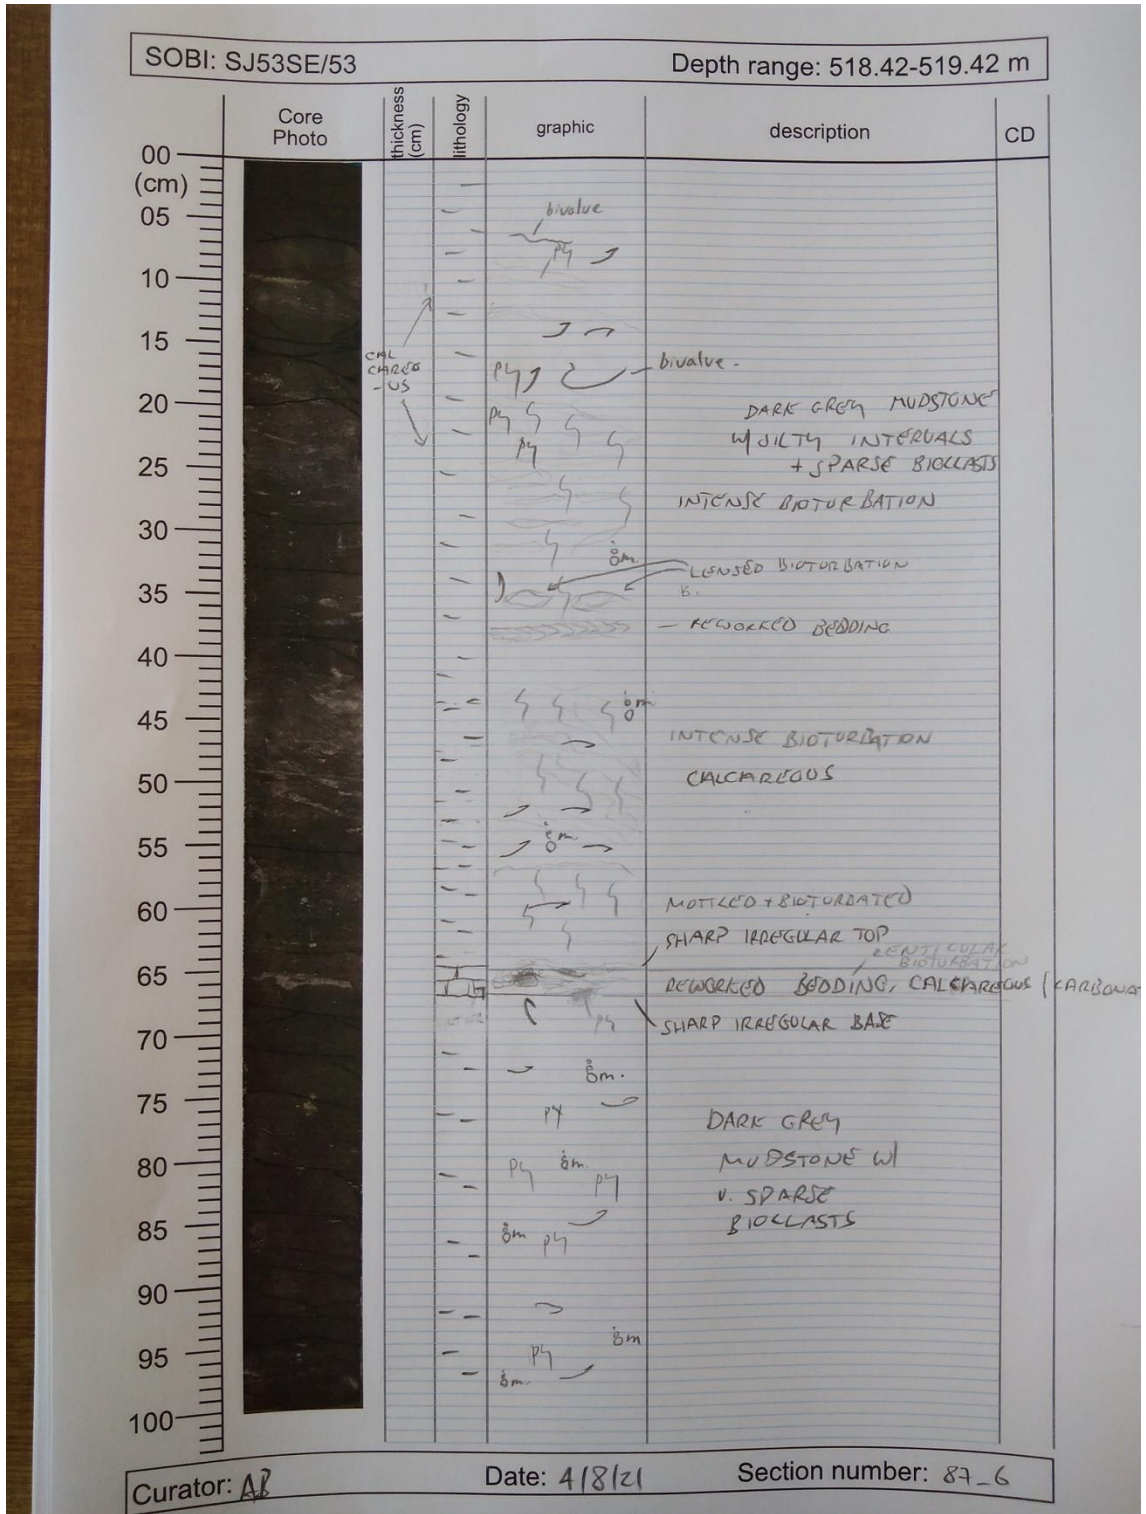 SOBI: SJ53SE/53
Depth range: 518.42-519.42 m
Core
Photo
thickness
(cm)
lithology
graphic
description
CD
00
(cm)
05
bivalve
py
10
15
CAL
CAREO
-US
py
bivalve.
20
py
py
DARK GREY MUDSTONE
W/ SILTY INTERVALS
+ SPARSE BIOCLASTS
25
INTENSE BIOTURBATION
30
m.
LENSED BIOTURBATION
B.
35
REWORKED BEDDING
40
m
45
INTENSE BIOTURBATION
CALCAREOUS
50
m.
55
MOTTLED + BIOTURBATED
60
SHARP IRREGULAR TOP
LENTICULAR
BIOTURBATION
65
REWORKED BEDDING, CALCAREOUS / CARBONA
py
SHARP IRREGULAR BASE
70
m.
75
py
DARK GREY
MUDSTONE W/
V. SPARSE
BIOCLASTS
80
py
m.
py
85
m
py
90
m
95
py
m.
100
Curator: AB
Date: 4/8/21
Section number: 87_6